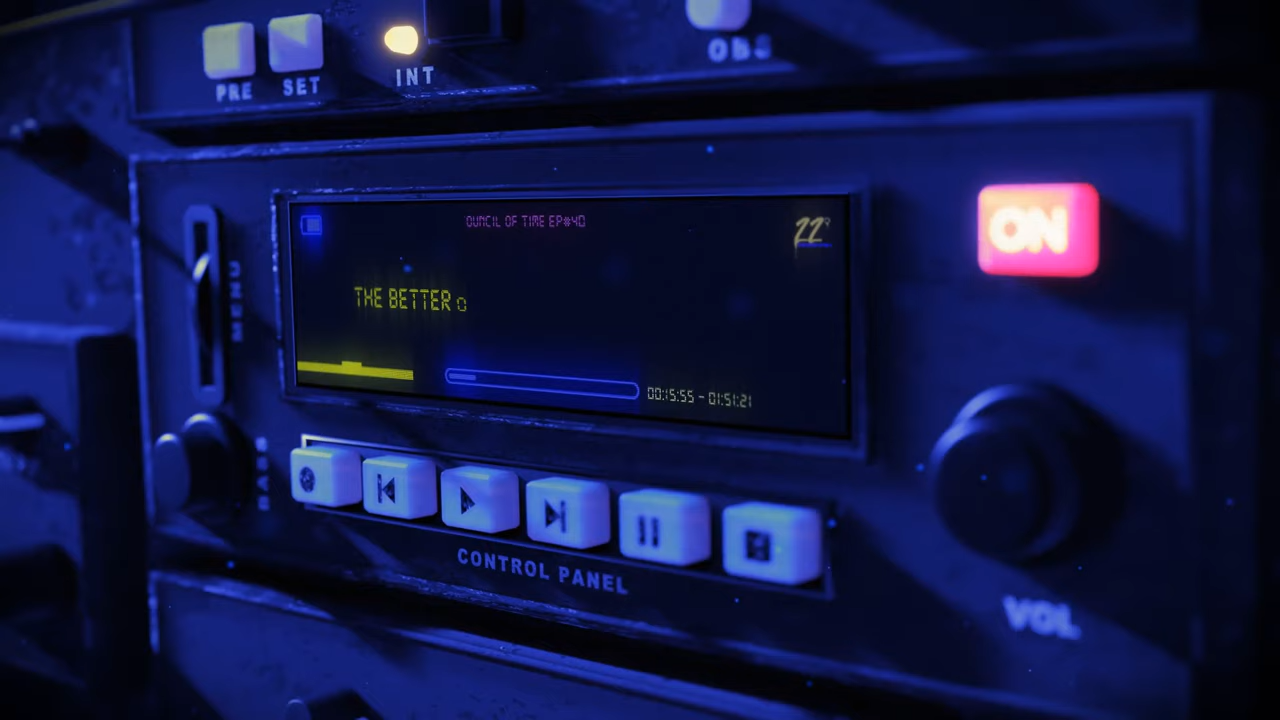 PRE
SET
INT
OBS
OUNCIL OF TIME EP#40
22°
ON
MENU
THE BETTER
00:15:55 - 01:51:21
BASS
CONTROL PANEL
VOL